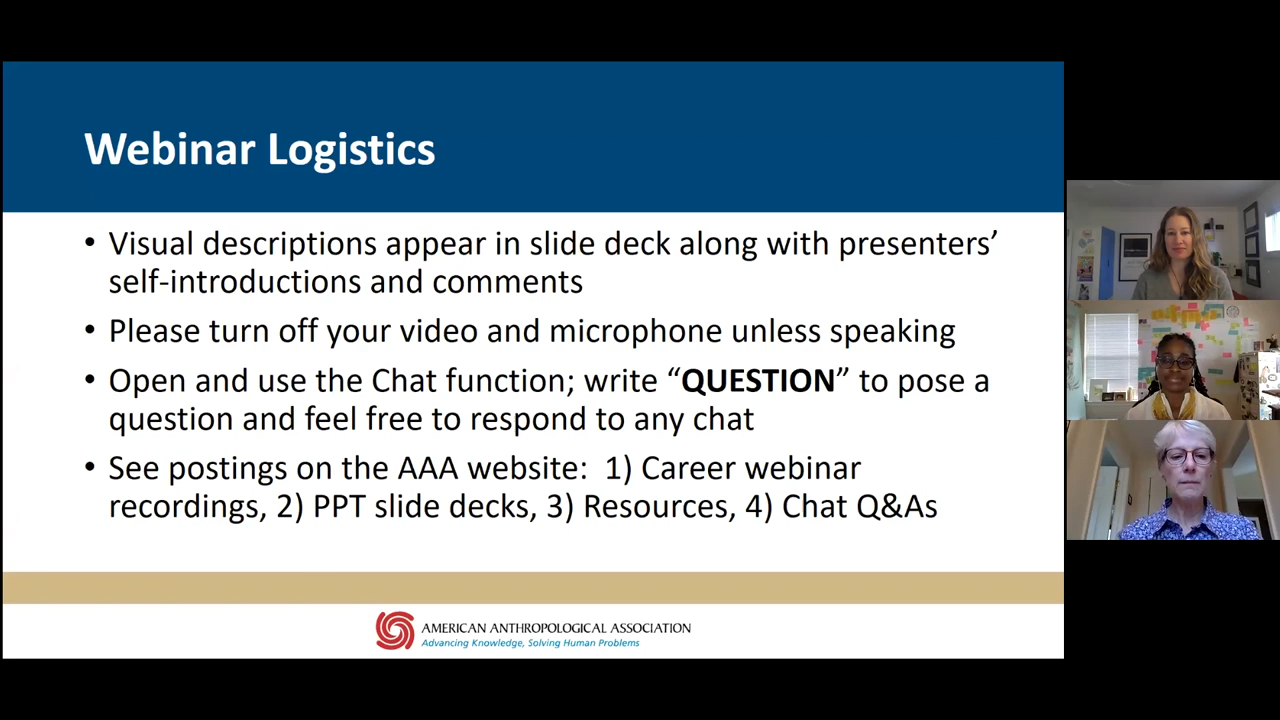 Webinar Logistics
• Visual descriptions appear in slide deck along with presenters’
self-introductions and comments
• Please turn off your video and microphone unless speaking
• Open and use the Chat function; write “QUESTION” to pose a
question and feel free to respond to any chat
• See postings on the AAA website:  1) Career webinar
recordings, 2) PPT slide decks, 3) Resources, 4) Chat Q&As
AMERICAN ANTHROPOLOGICAL ASSOCIATION
Advancing Knowledge, Solving Human Problems